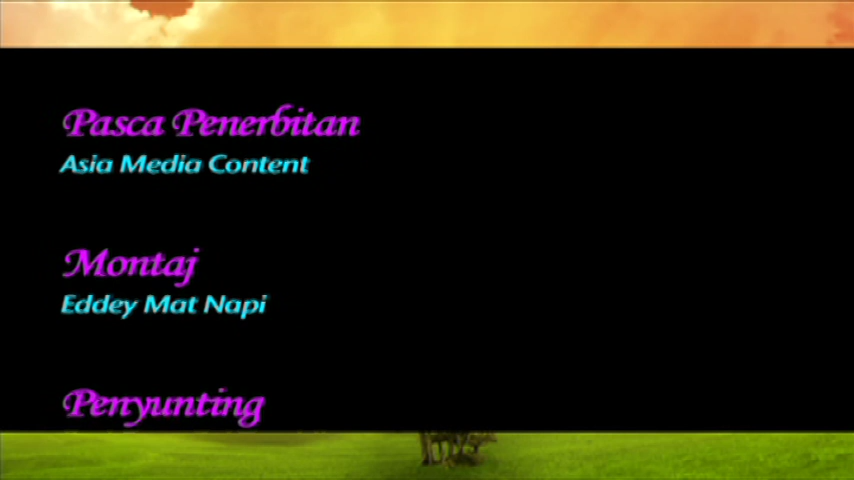 Pasca Penerbitan
Asia Media Content
Montaj
Eddey Mat Napi
Penyunting